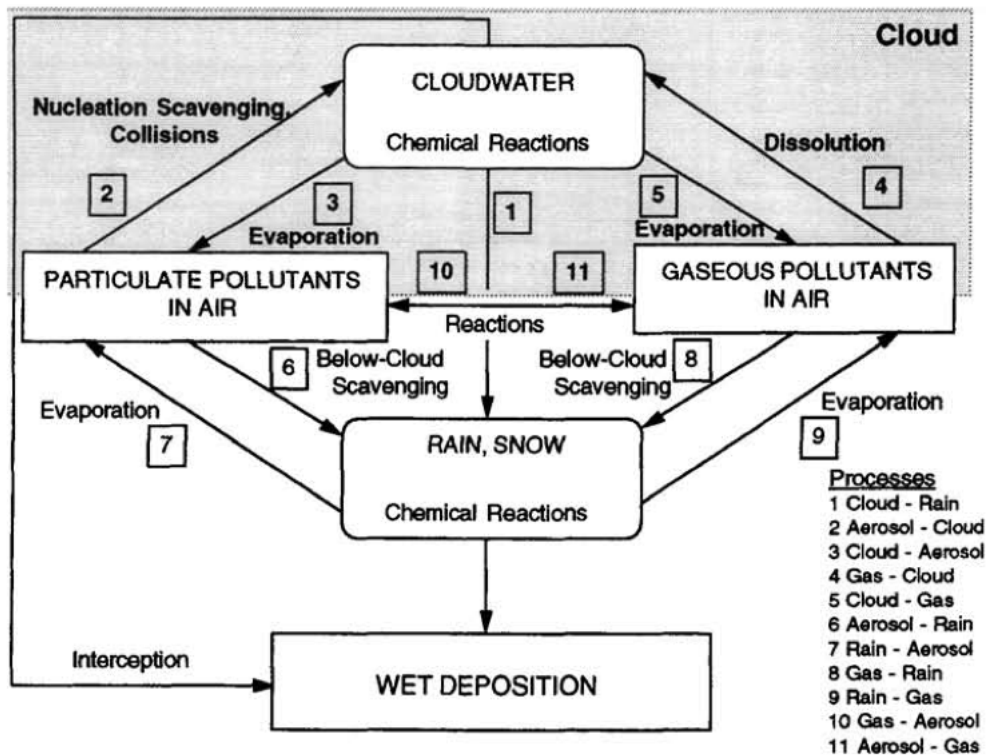 Cloud
CLOUDWATER
Chemical Reactions
Nucleation Scavenging,
Collisions
Dissolution
2
3
1
5
4
Evaporation
Evaporation
PARTICULATE POLLUTANTS
IN AIR
10
11
GASEOUS POLLUTANTS
IN AIR
Reactions
6
Below-Cloud
Scavenging
Below-Cloud
Scavenging
8
Evaporation
7
Evaporation
9
RAIN, SNOW
Chemical Reactions
Processes
1 Cloud - Rain
2 Aerosol - Cloud
3 Cloud - Aerosol
4 Gas - Cloud
5 Cloud - Gas
6 Aerosol - Rain
7 Rain - Aerosol
8 Gas - Rain
9 Rain - Gas
10 Gas - Aerosol
11 Aerosol - Gas
Interception
WET DEPOSITION